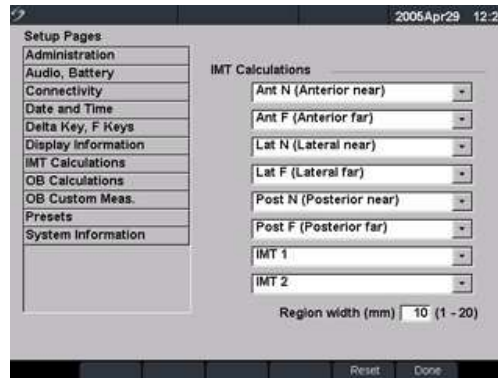 2005Apr29 12:2
Setup Pages
Administration
Audio, Battery
Connectivity
Date and Time
Delta Key, F Keys
Display Information
IMT Calculations
OB Calculations
OB Custom Meas.
Presets
System Information
IMT Calculations
Ant N (Anterior near)
Ant F (Anterior far)
Lat N (Lateral near)
Lat F (Lateral far)
Post N (Posterior near)
Post F (Posterior far)
IMT 1
IMT 2
Region width (mm) 10 (1 - 20)
Reset Done